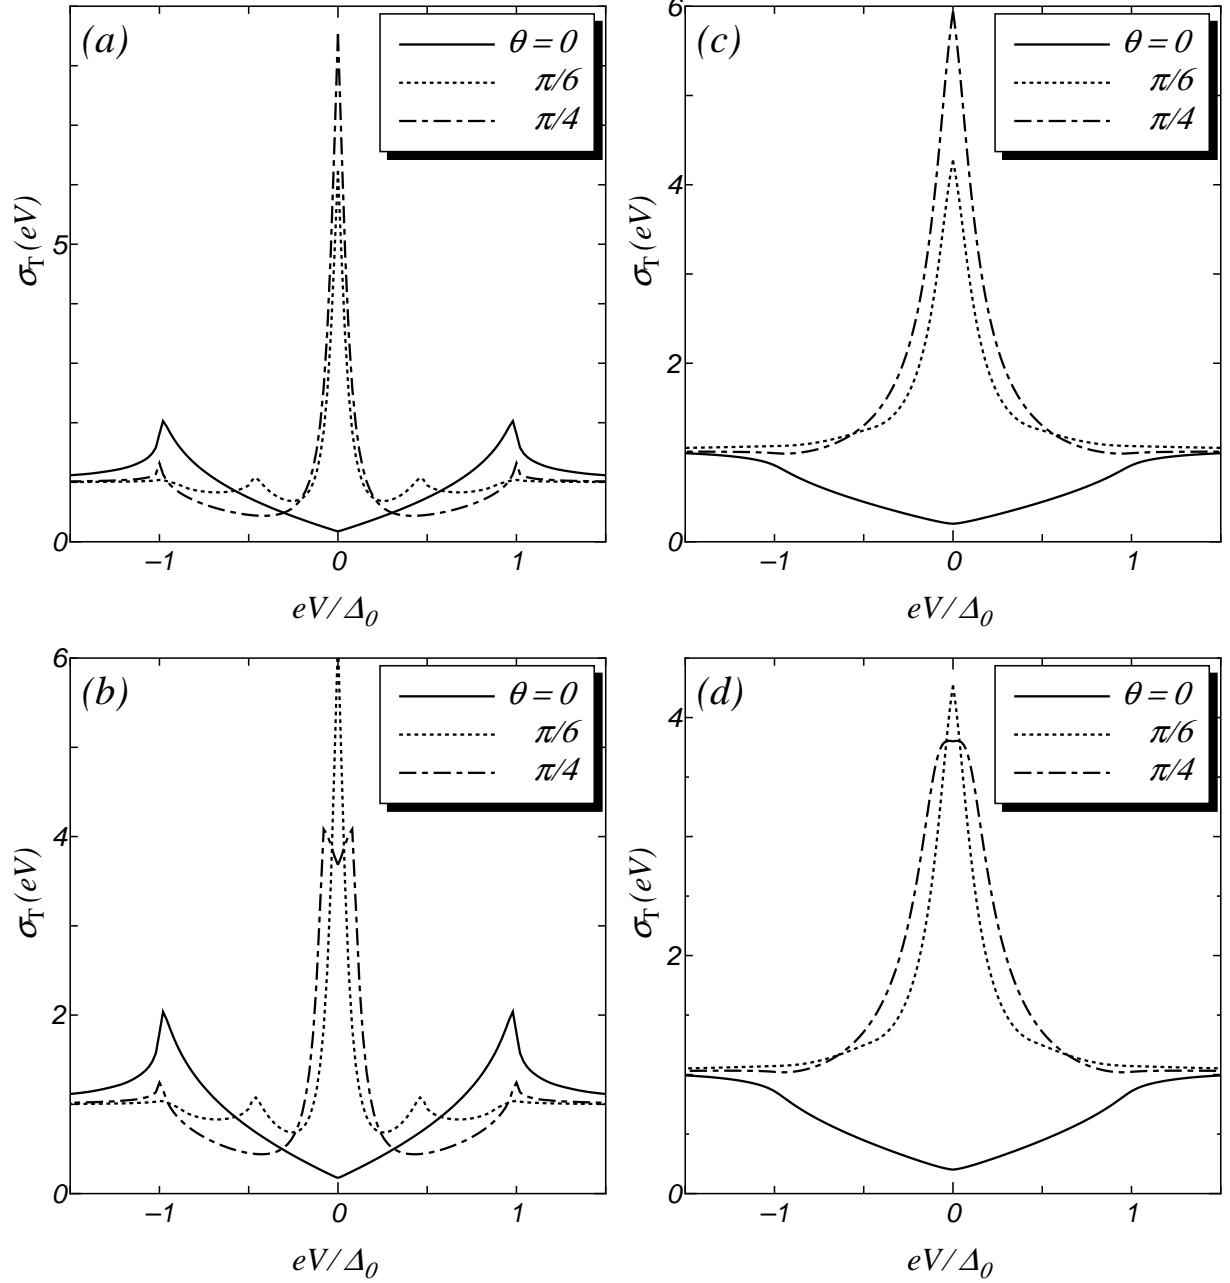 (a)
θ = 0
π/6
π/4
σT(eV)
5
0
–1 0 1
eV/Δ0
(c)
θ = 0
π/6
π/4
σT(eV)
6
4
2
0
–1 0 1
eV/Δ0
(b)
θ = 0
π/6
π/4
σT(eV)
6
4
2
0
–1 0 1
eV/Δ0
(d)
θ = 0
π/6
π/4
σT(eV)
4
2
0
–1 0 1
eV/Δ0